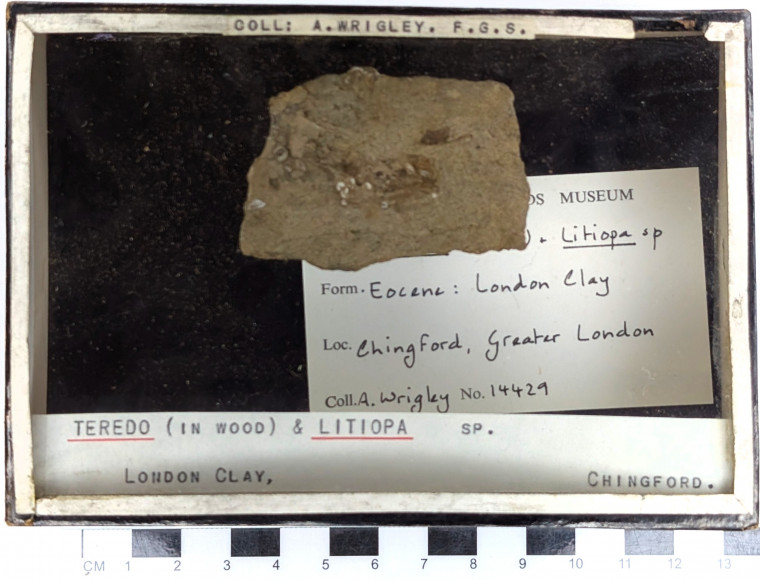 COLL: A.WRIGLEY. F.G.S.
MUSEUM
. Litiopa sp
Form. Eocene: London Clay
Loc. Chingford, Greater London
Coll. A. Wrigley No. 14429
TEREDO (IN WOOD) & LITIOPA SP.
LONDON CLAY, CHINGFORD.
CM 1 2 3 4 5 6 7 8 9 10 11 12 13